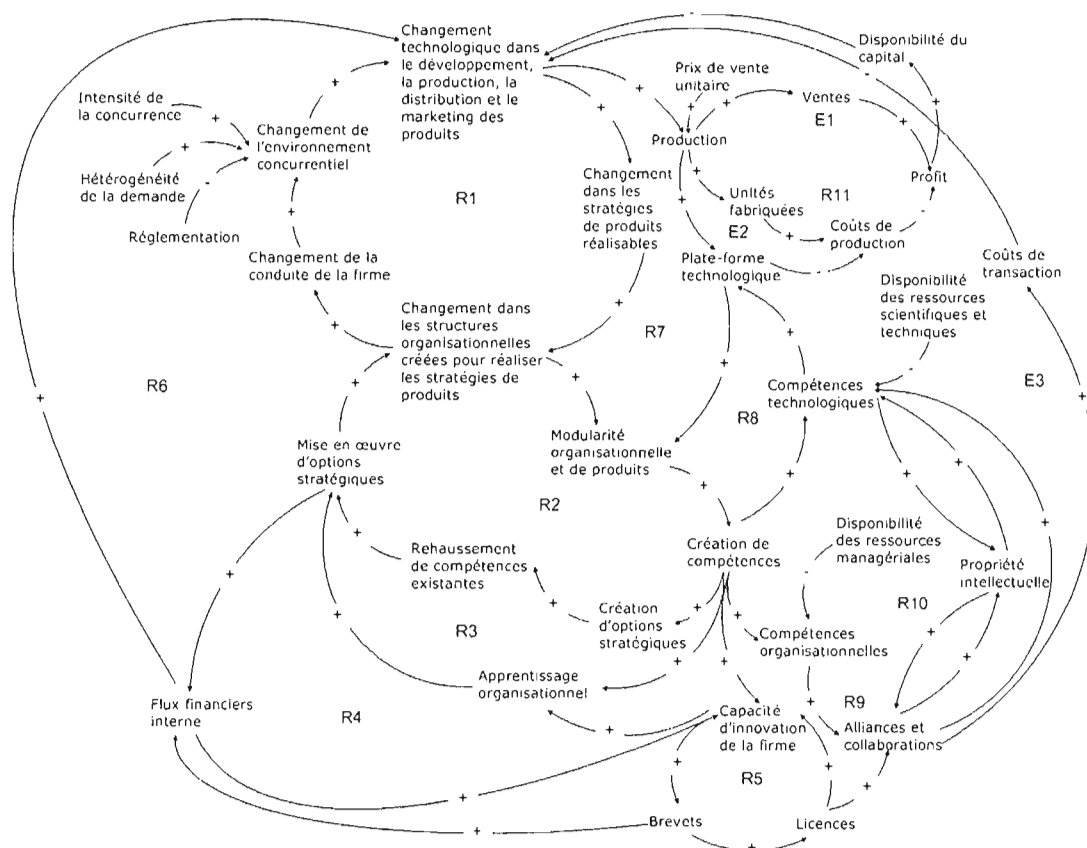 Changement
technologique dans
le développement,
la production, la
distribution et le
marketing des
produits
Disponibilité du
capital
Prix de vente
unitaire
Ventes
E1
Intensité de
la concurrence
Changement de
l'environnement
concurrentiel
Production
Hétérogénéité
de la demande
Réglementation
R1
Changement
dans les
stratégies
de produits
réalisables
Unités
fabriquées
E2
R11
Profit
Coûts de
production
Plate-forme
technologique
Coûts de
transaction
Changement de la
conduite de la firme
Disponibilité
des ressources
scientifiques et
techniques
Changement dans
les structures
organisationnelles
créées pour réaliser
les stratégies de
produits
R7
R6
E3
R8
Compétences
technologiques
Mise en œuvre
d'options
stratégiques
Modularité
organisationnelle
et de produits
R2
Rehaussement
de compétences
existantes
Création de
compétences
Disponibilité
des ressources
managériales
Propriété
intellectuelle
R10
Création
d'options
stratégiques
R3
Compétences
organisationnelles
Apprentissage
organisationnel
Flux financiers
interne
R4
Capacité
d'innovation
de la firme
R9
Alliances et
collaborations
R5
Brevets
Licences